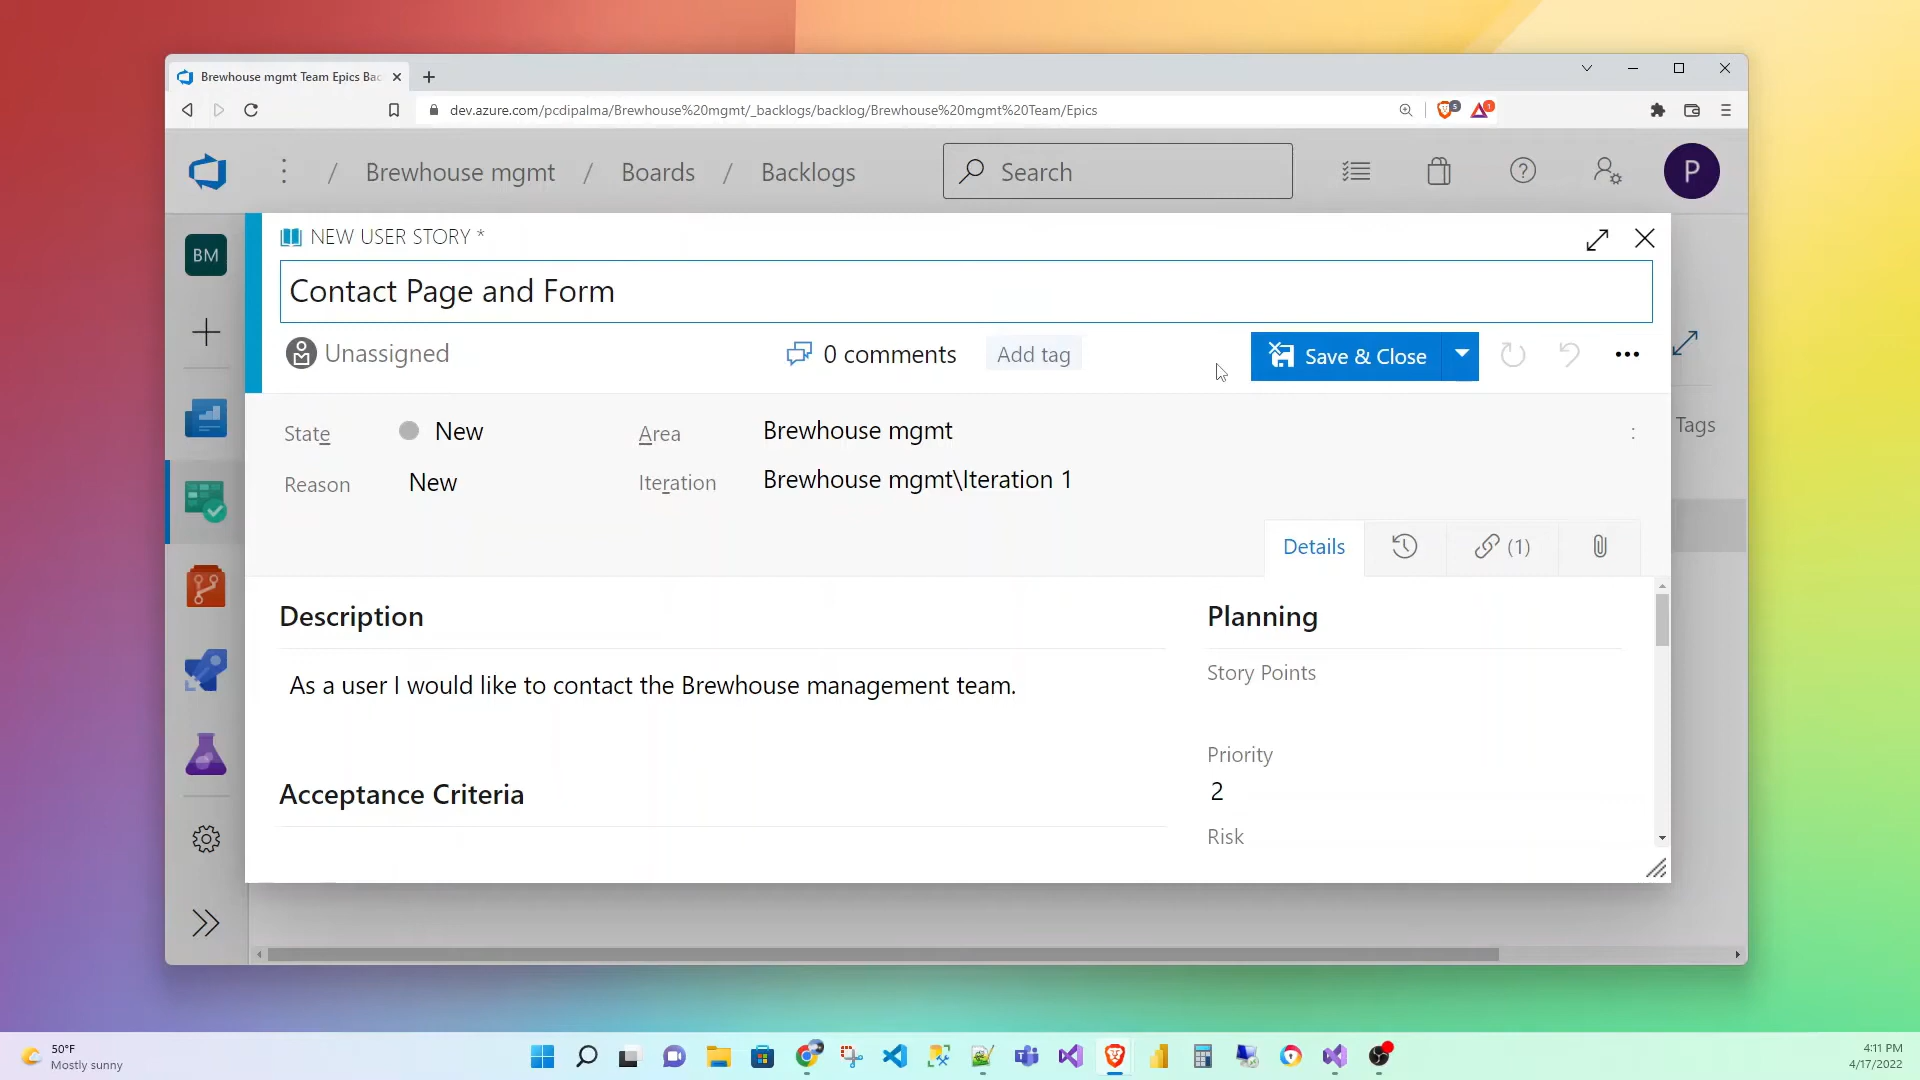 Brewhouse mgmt Team Epics Bac
dev.azure.com/pcdipalma/Brewhouse%20mgmt/_backlogs/backlog/Brewhouse%20mgmt%20Team/Epics
5
1
/ Brewhouse mgmt / Boards / Backlogs
Search
P
BM
NEW USER STORY *
Contact Page and Form
Unassigned
0 comments
Add tag
Save & Close
State
New
Area
Brewhouse mgmt
Tags
Reason
New
Iteration
Brewhouse mgmt\Iteration 1
Details
(1)
Description
Planning
As a user I would like to contact the Brewhouse management team.
Story Points
Priority
2
Acceptance Criteria
Risk
50°F
Mostly sunny
4:11 PM
4/17/2022